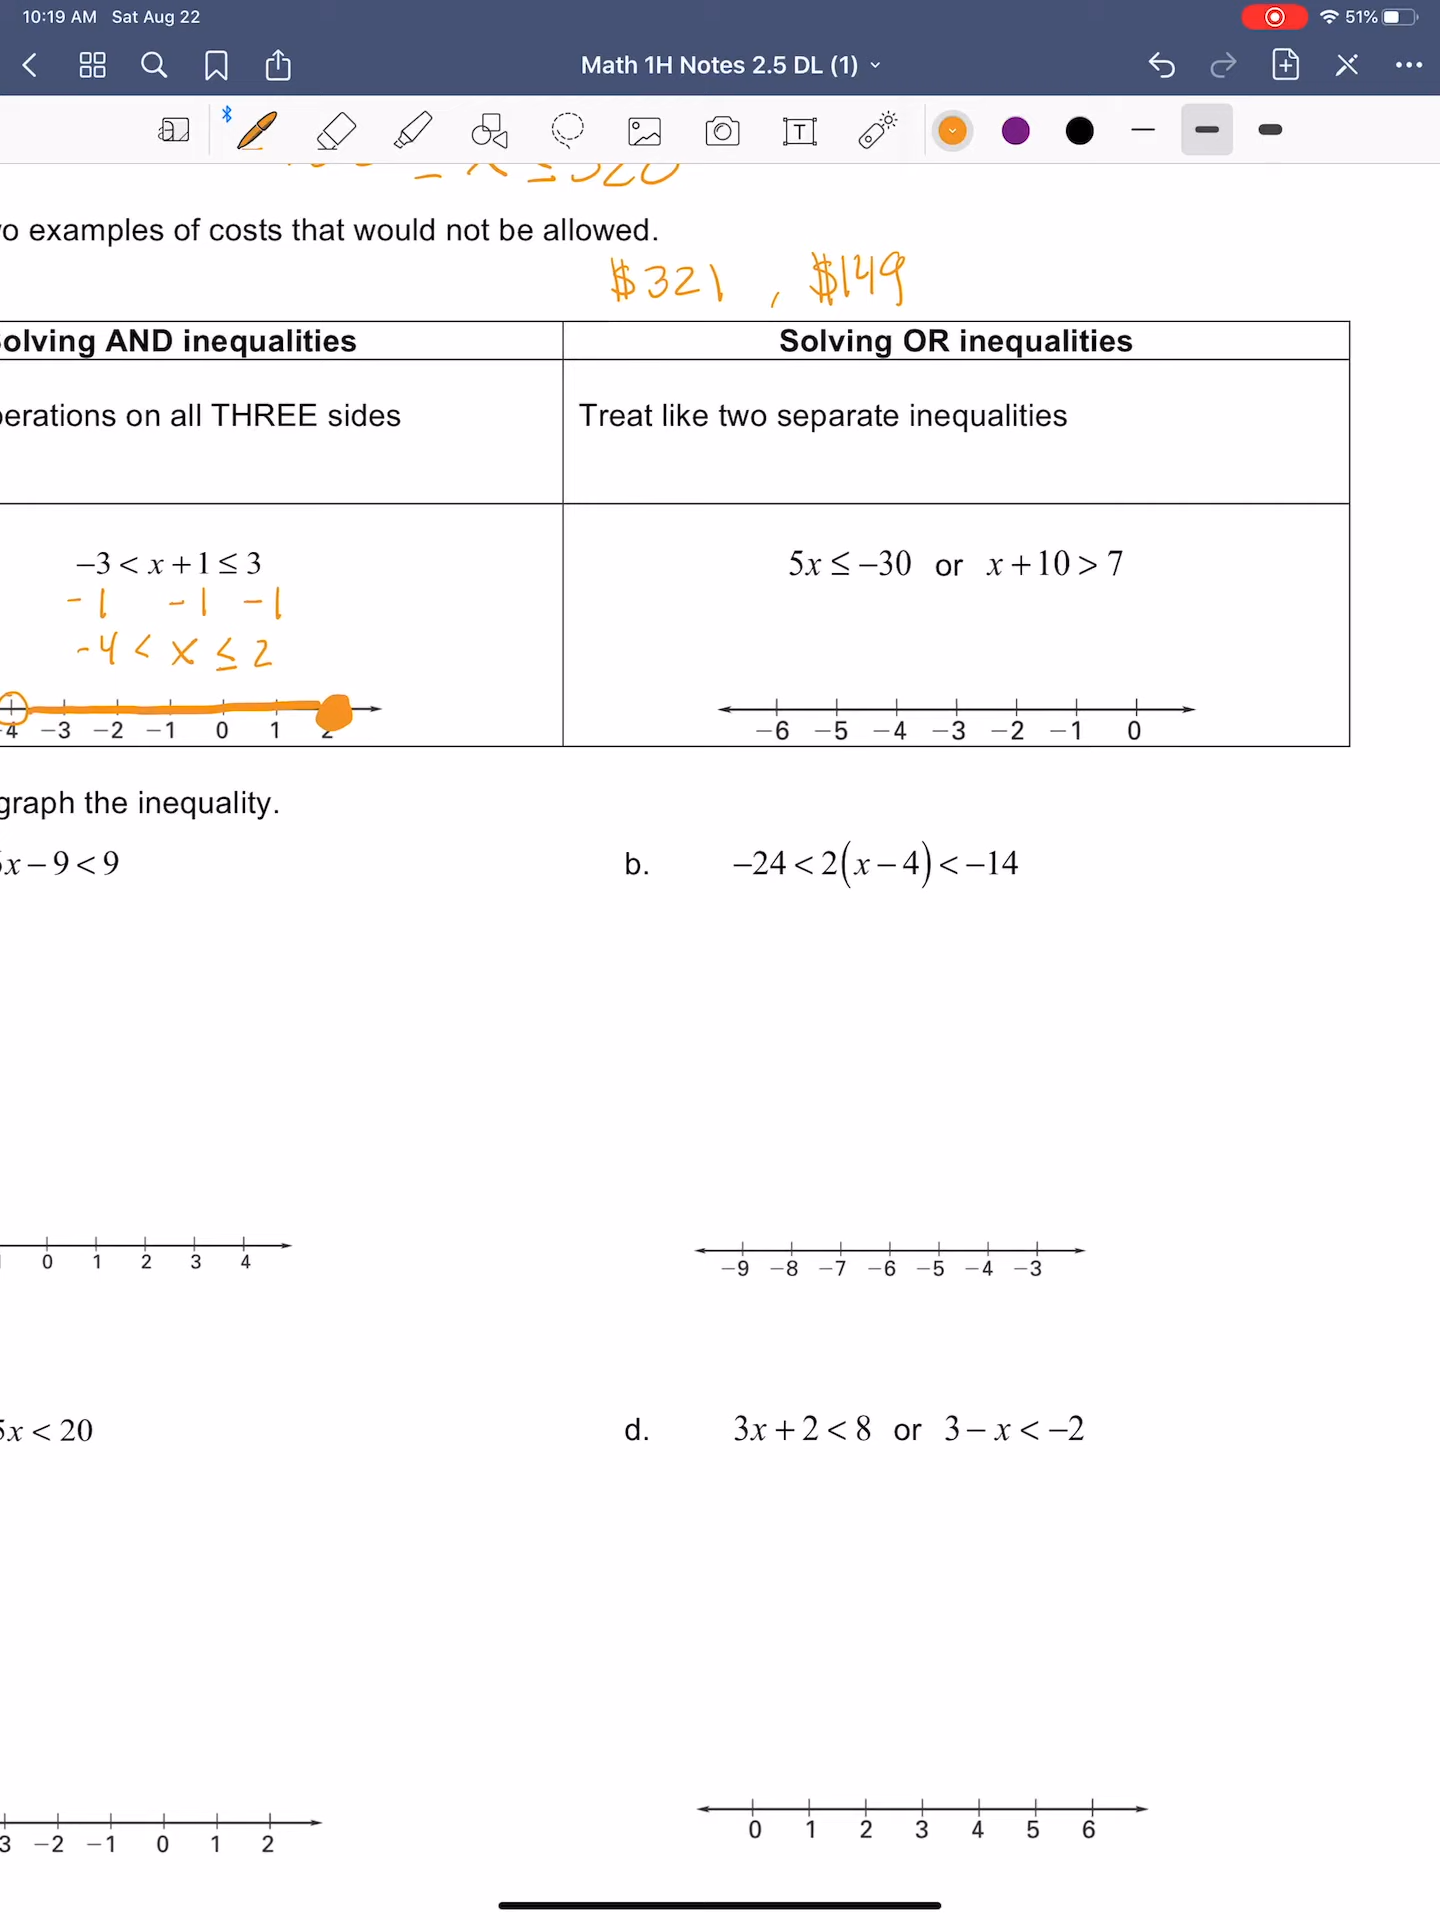 10:19 AM Sat Aug 22
51%
Math 1H Notes 2.5 DL (1)
x ≤ 320
examples of costs that would not be allowed.
$321 , $149
olving AND inequalities
Solving OR inequalities
erations on all THREE sides
Treat like two separate inequalities
−3 < x + 1 ≤ 3
5x ≤ −30 or x + 10 > 7
-1 -1 -1
-4 < x ≤ 2
4 −3 −2 −1 0 1 2
−6 −5 −4 −3 −2 −1 0
graph the inequality.
x − 9 < 9
b. −24 < 2(x − 4) < −14
0 1 2 3 4
−9 −8 −7 −6 −5 −4 −3
5x < 20
d. 3x + 2 < 8 or 3 − x < −2
3 −2 −1 0 1 2
0 1 2 3 4 5 6